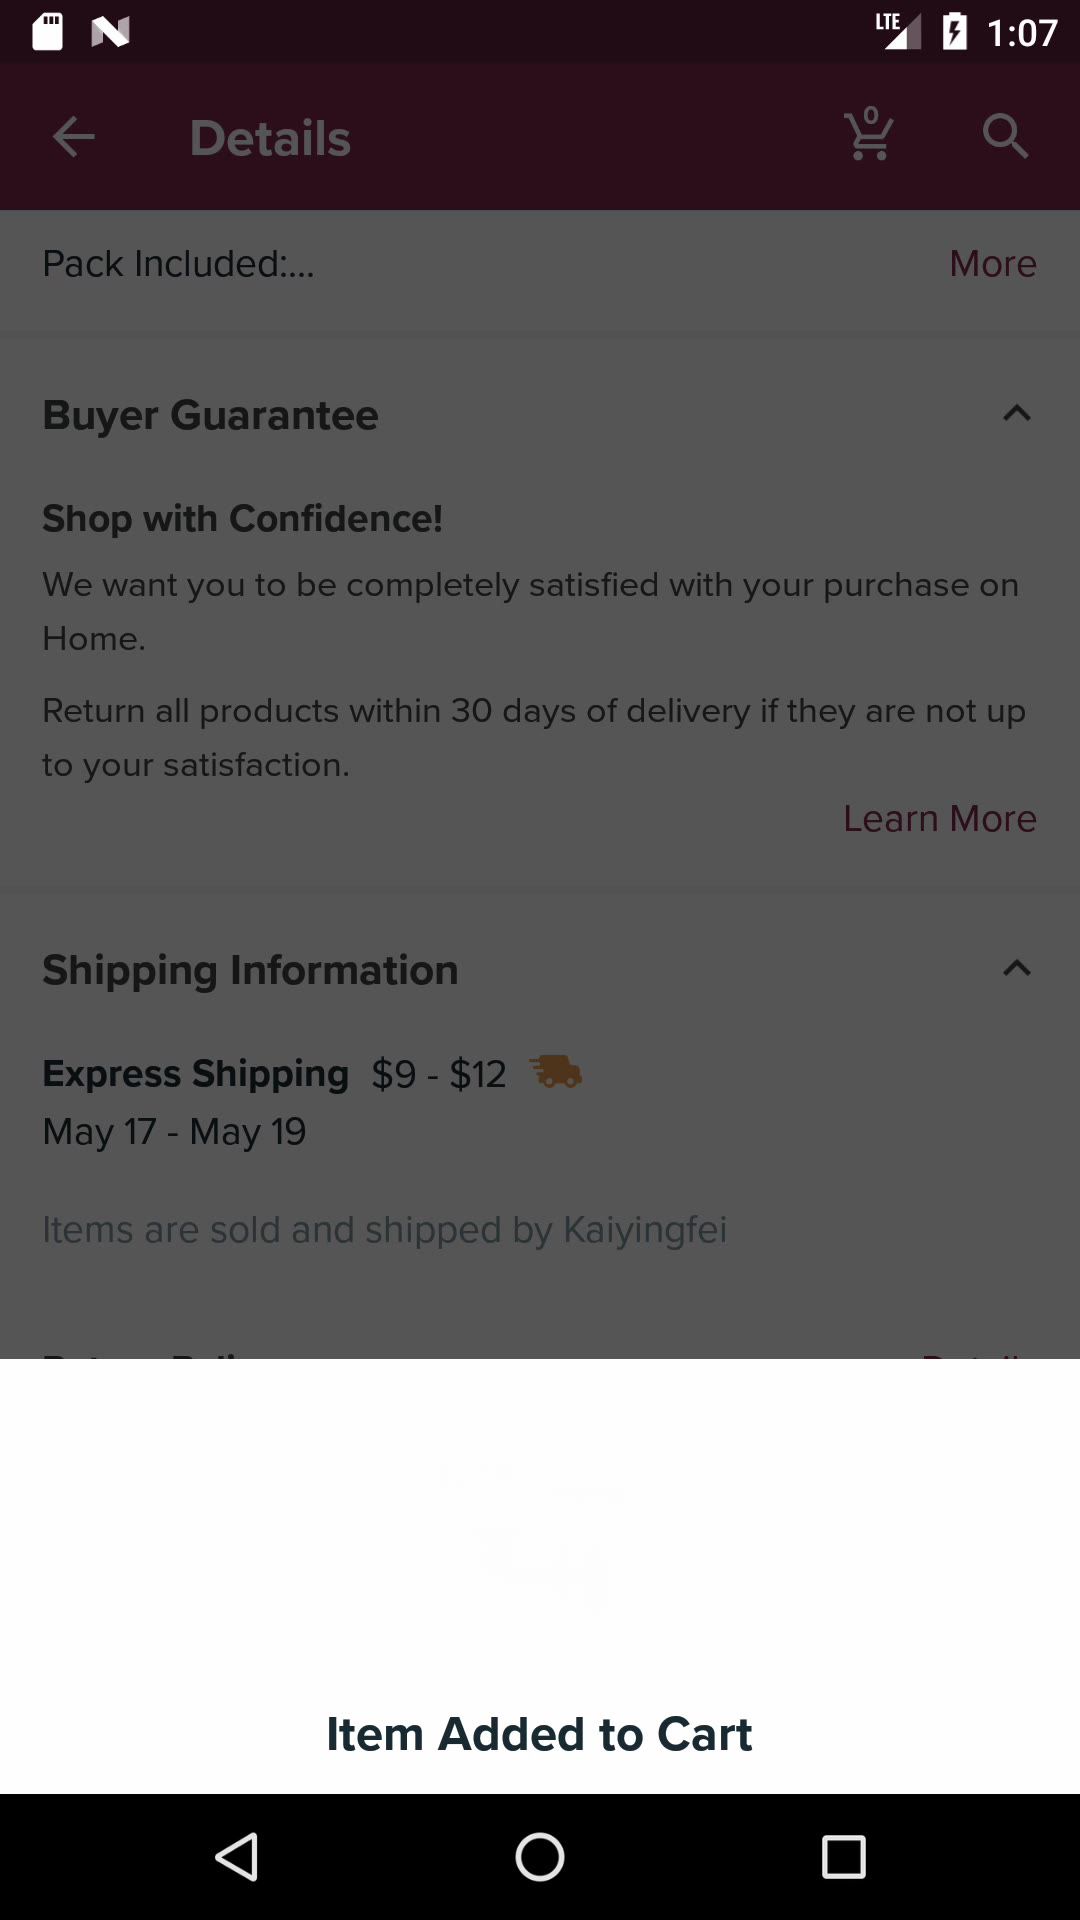 LTE 1:07
Details 0
Pack Included:... More
Buyer Guarantee
Shop with Confidence!
We want you to be completely satisfied with your purchase on
Home.
Return all products within 30 days of delivery if they are not up
to your satisfaction.
Learn More
Shipping Information
Express Shipping $9 - $12
May 17 - May 19
Items are sold and shipped by Kaiyingfei
Item Added to Cart